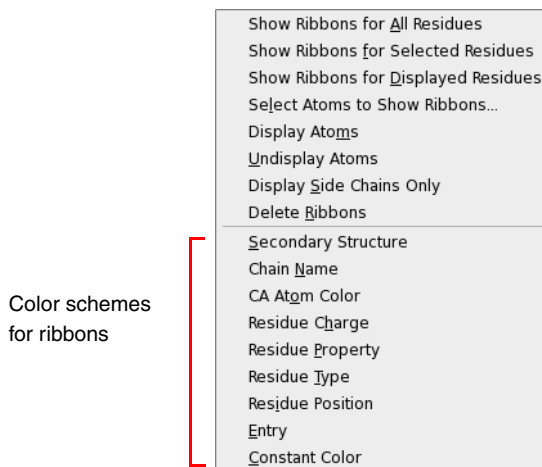 Show Ribbons for All Residues
Show Ribbons for Selected Residues
Show Ribbons for Displayed Residues
Select Atoms to Show Ribbons...
Display Atoms
Undisplay Atoms
Display Side Chains Only
Delete Ribbons
Secondary Structure
Chain Name
CA Atom Color
Residue Charge
Residue Property
Residue Type
Residue Position
Entry
Constant Color
Color schemes
for ribbons